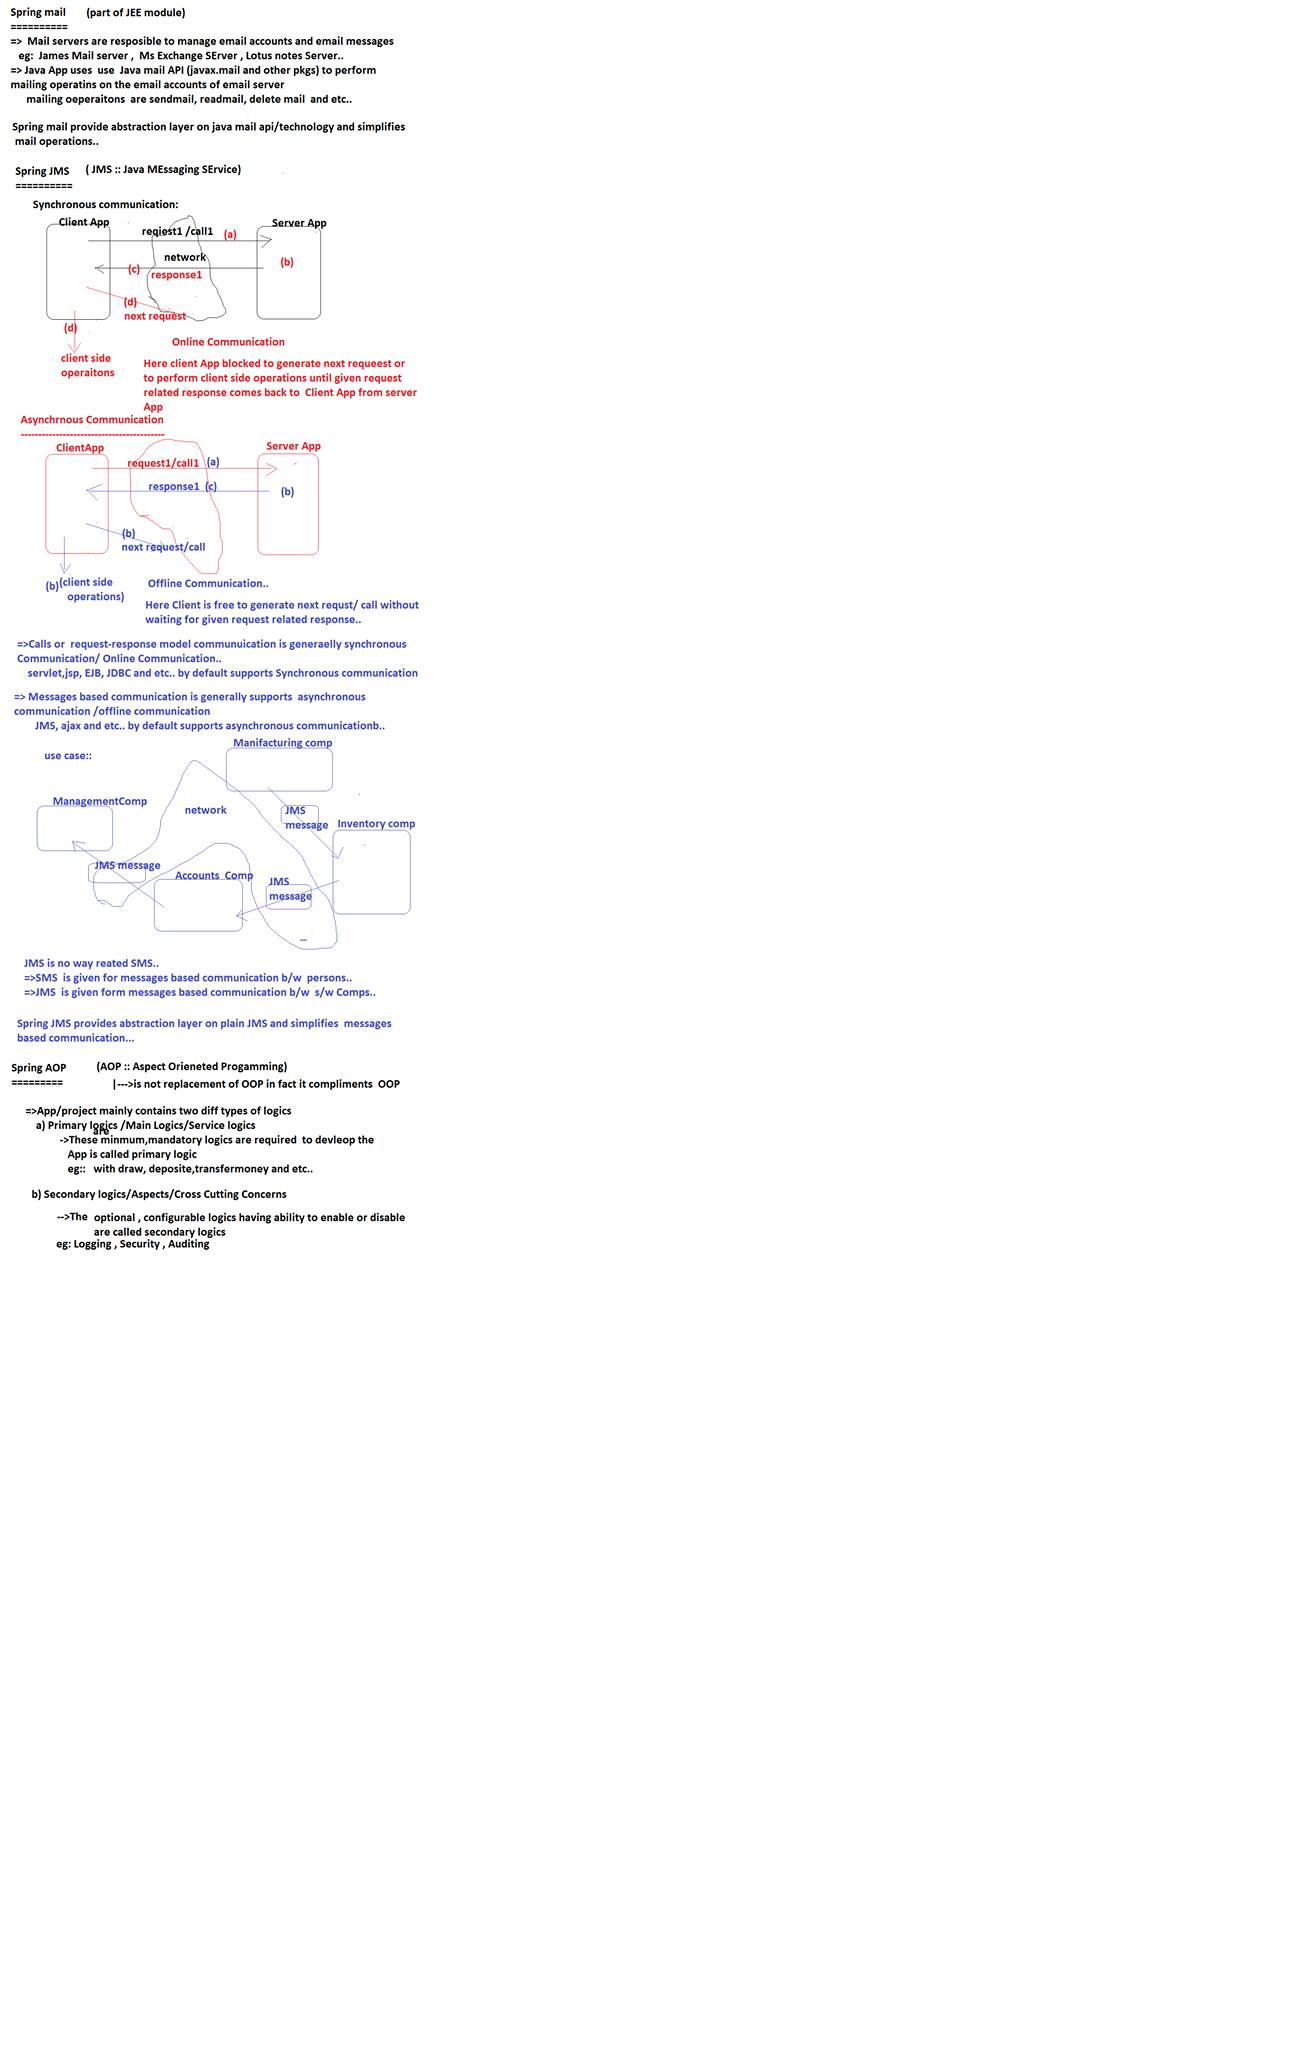 Spring mail (part of JEE module)
==========
=> Mail servers are resposible to manage email accounts and email messages
eg: James Mail server , Ms Exchange SErver , Lotus notes Server..
=> Java App uses use Java mail API (javax.mail and other pkgs) to perform
mailing operatins on the email accounts of email server
mailing oeperaitons are sendmail, readmail, delete mail and etc..
Spring mail provide abstraction layer on java mail api/technology and simplifies
mail operations..
Spring JMS ( JMS :: Java MEssaging SErvice)
==========
Synchronous communication:
Client App Server App
reqiest1 /call1 (a)
network
(b)
(c) response1
(d)
next request
(d)
Online Communication
client side
operaitons
Here client App blocked to generate next requeest or
to perform client side operations until given request
related response comes back to Client App from server
App
Asynchrnous Communication
----------------------------------------
ClientApp Server App
request1/call1 (a)
response1 (c) (b)
(b)
next request/call
(b) (client side
operations)
Offline Communication..
Here Client is free to generate next requst/ call without
waiting for given request related response..
=>Calls or request-response model communuication is generaelly synchronous
Communication/ Online Communication..
servlet,jsp, EJB, JDBC and etc.. by default supports Synchronous communication
=> Messages based communication is generally supports asynchronous
communication /offline communication
JMS, ajax and etc.. by default supports asynchronous communicationb..
Manifacturing comp
use case::
ManagementComp
network
JMS
message
Inventory comp
JMS message
Accounts Comp
JMS
message
JMS is no way reated SMS..
=>SMS is given for messages based communication b/w persons..
=>JMS is given form messages based communication b/w s/w Comps..
Spring JMS provides abstraction layer on plain JMS and simplifies messages
based communication...
Spring AOP (AOP :: Aspect Orieneted Progamming)
=========
|--->is not replacement of OOP in fact it compliments OOP
=>App/project mainly contains two diff types of logics
a) Primary logics /Main Logics/Service logics
are
->These minmum,mandatory logics are required to devleop the
App is called primary logic
eg:: with draw, deposite,transfermoney and etc..
b) Secondary logics/Aspects/Cross Cutting Concerns
-->The optional , configurable logics having ability to enable or disable
are called secondary logics
eg: Logging , Security , Auditing